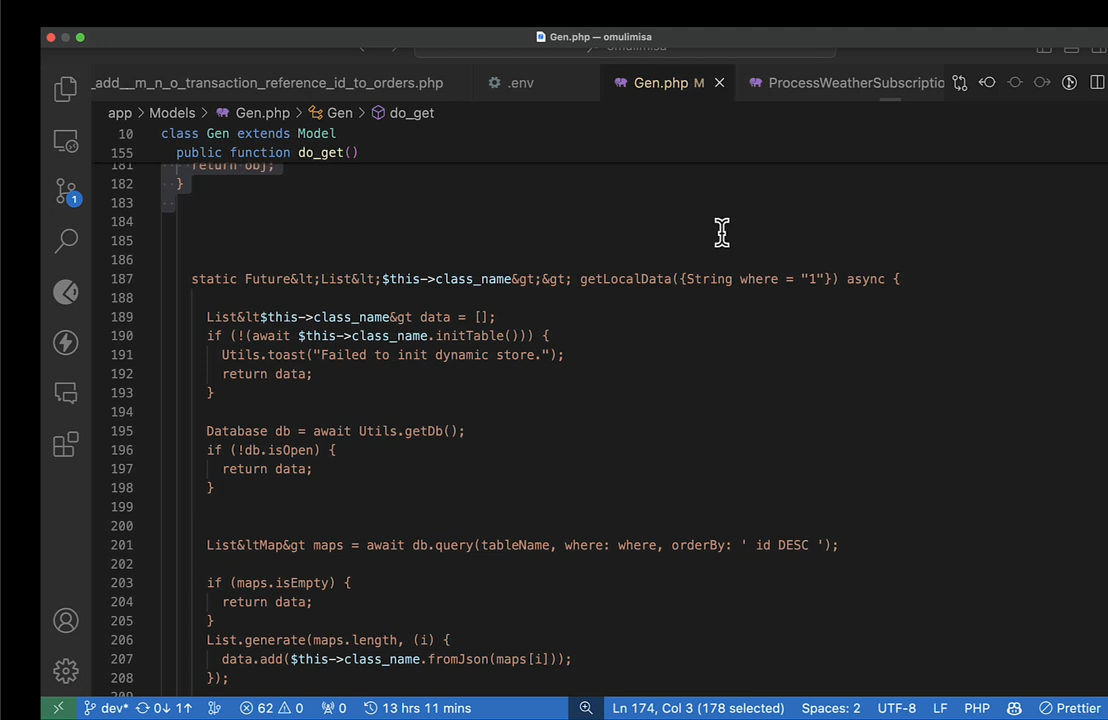 Gen.php — omulimisa
omulimisa
_add__m_n_o_transaction_reference_id_to_orders.php
.env
Gen.php M
ProcessWeatherSubscriptio
app > Models > Gen.php > Gen > do_get
10 class Gen extends Model
155 public function do_get()
181 return obj;
182 }
183
184
185
186
187 static Future&lt;List&lt;$this->class_name&gt;&gt; getLocalData({String where = "1"}) async {
188
189 List&lt$this->class_name&gt data = [];
190 if (!(await $this->class_name.initTable())) {
191 Utils.toast("Failed to init dynamic store.");
192 return data;
193 }
194
195 Database db = await Utils.getDb();
196 if (!db.isOpen) {
197 return data;
198 }
199
200
201 List&ltMap&gt maps = await db.query(tableName, where: where, orderBy: ' id DESC ');
202
203 if (maps.isEmpty) {
204 return data;
205 }
206 List.generate(maps.length, (i) {
207 data.add($this->class_name.fromJson(maps[i]));
208 });
209
1
dev* 0↓ 1↑ 62 0 0 13 hrs 11 mins Ln 174, Col 3 (178 selected) Spaces: 2 UTF-8 LF PHP Prettier